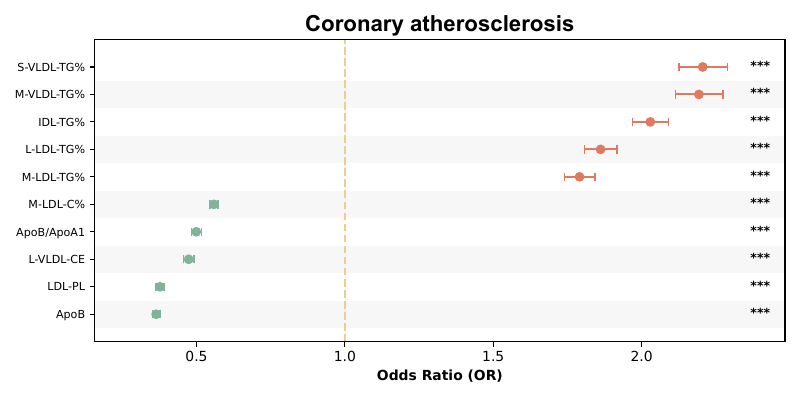 Coronary atherosclerosis
S-VLDL-TG% ***
M-VLDL-TG% ***
IDL-TG% ***
L-LDL-TG% ***
M-LDL-TG% ***
M-LDL-C% ***
ApoB/ApoA1 ***
L-VLDL-CE ***
LDL-PL ***
ApoB ***
0.5 1.0 1.5 2.0
Odds Ratio (OR)